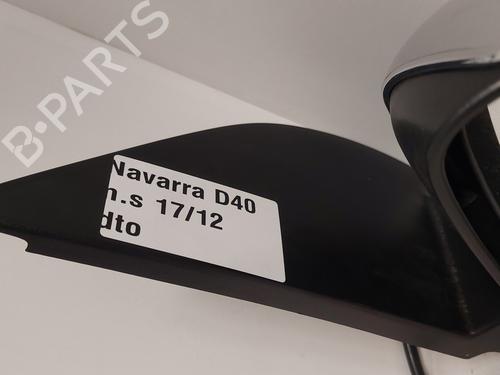 B-PARTS
Navarra D40
n.s 17/12
dto